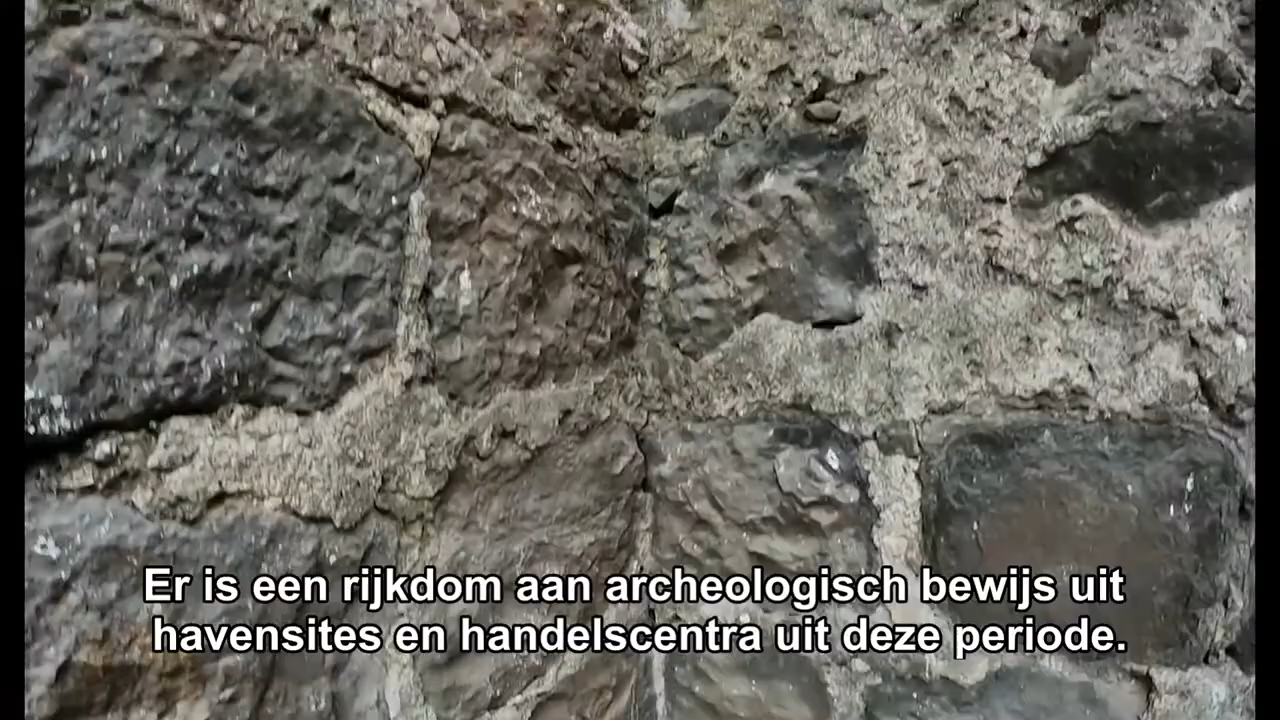 Er is een rijkdom aan archeologisch bewijs uit
havensites en handelscentra uit deze periode.